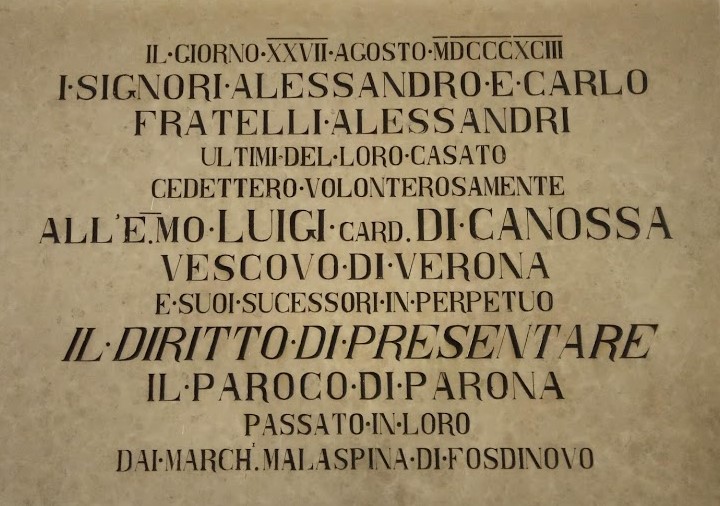 IL·GIORNO·XXVII·AGOSTO·MDCCCXCIII
I·SIGNORI·ALESSANDRO·E·CARLO
FRATELLI·ALESSANDRI
ULTIMI·DEL·LORO·CASATO
CEDETTERO·VOLONTEROSAMENTE
ALL'E.MO·LUIGI·CARD.DI·CANOSSA
VESCOVO·DI·VERONA
E·SUOI·SUCESSORI·IN·PERPETUO
IL·DIRITTO·DI·PRESENTARE
IL·PAROCO·DI·PARONA
PASSATO·IN·LORO
DAI·MARCH.I MALASPINA·DI·FOSDINOVO